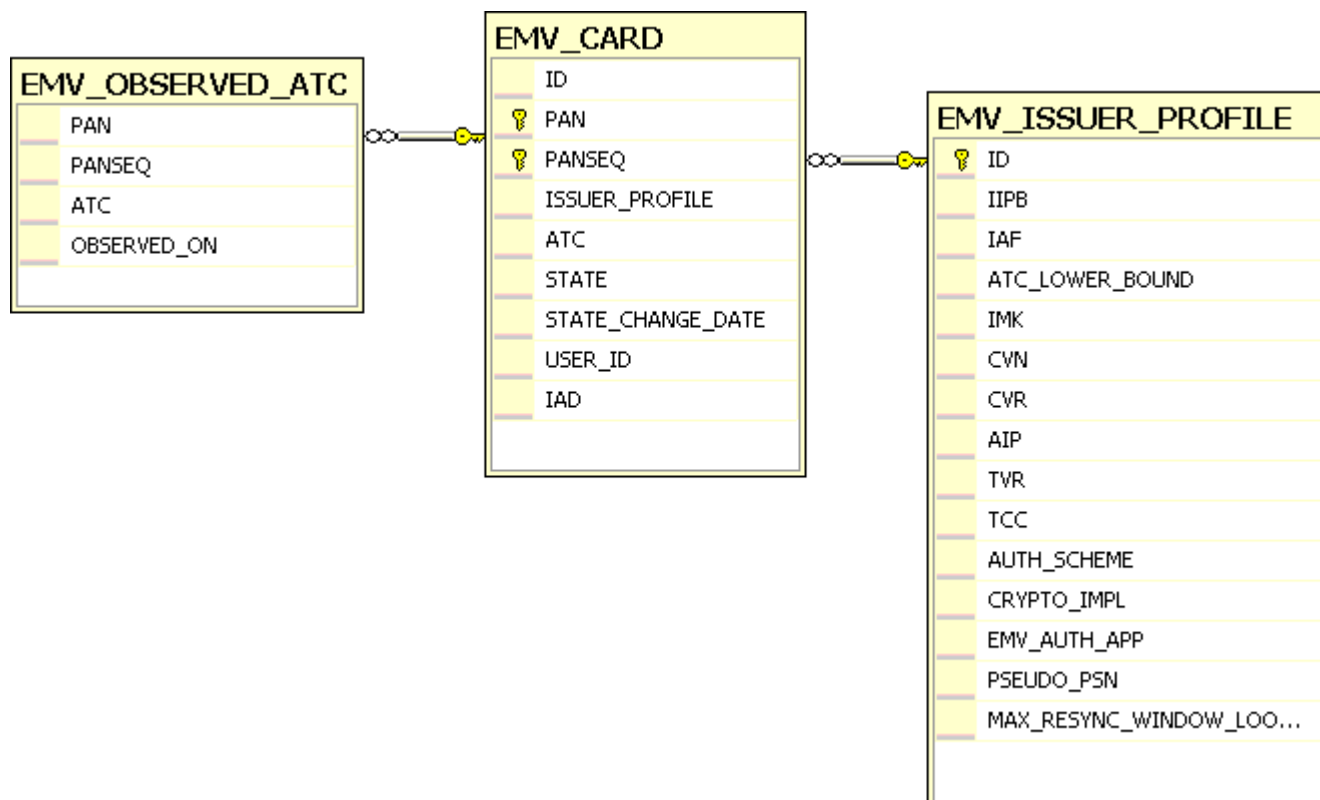 EMV_OBSERVED_ATC
PAN
PANSEQ
ATC
OBSERVED_ON
EMV_CARD
ID
PAN
PANSEQ
ISSUER_PROFILE
ATC
STATE
STATE_CHANGE_DATE
USER_ID
IAD
EMV_ISSUER_PROFILE
ID
IIPB
IAF
ATC_LOWER_BOUND
IMK
CVN
CVR
AIP
TVR
TCC
AUTH_SCHEME
CRYPTO_IMPL
EMV_AUTH_APP
PSEUDO_PSN
MAX_RESYNC_WINDOW_LOO...